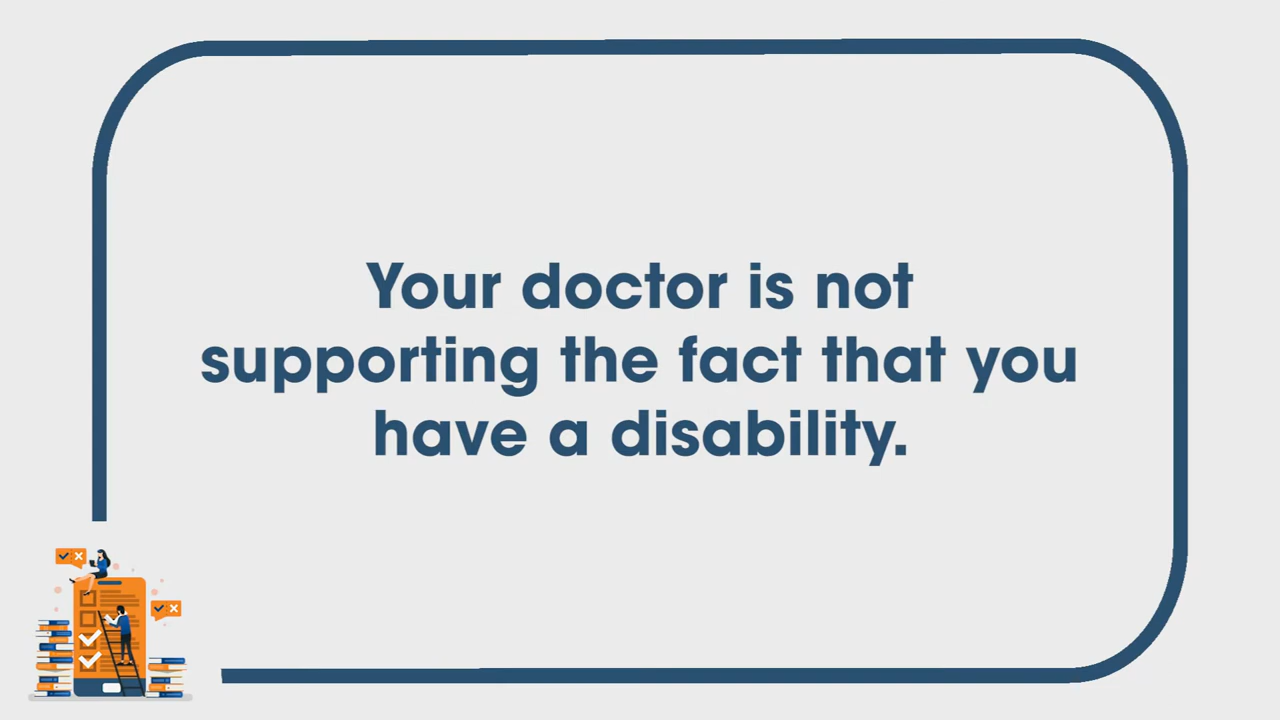 Your doctor is not
supporting the fact that you
have a disability.